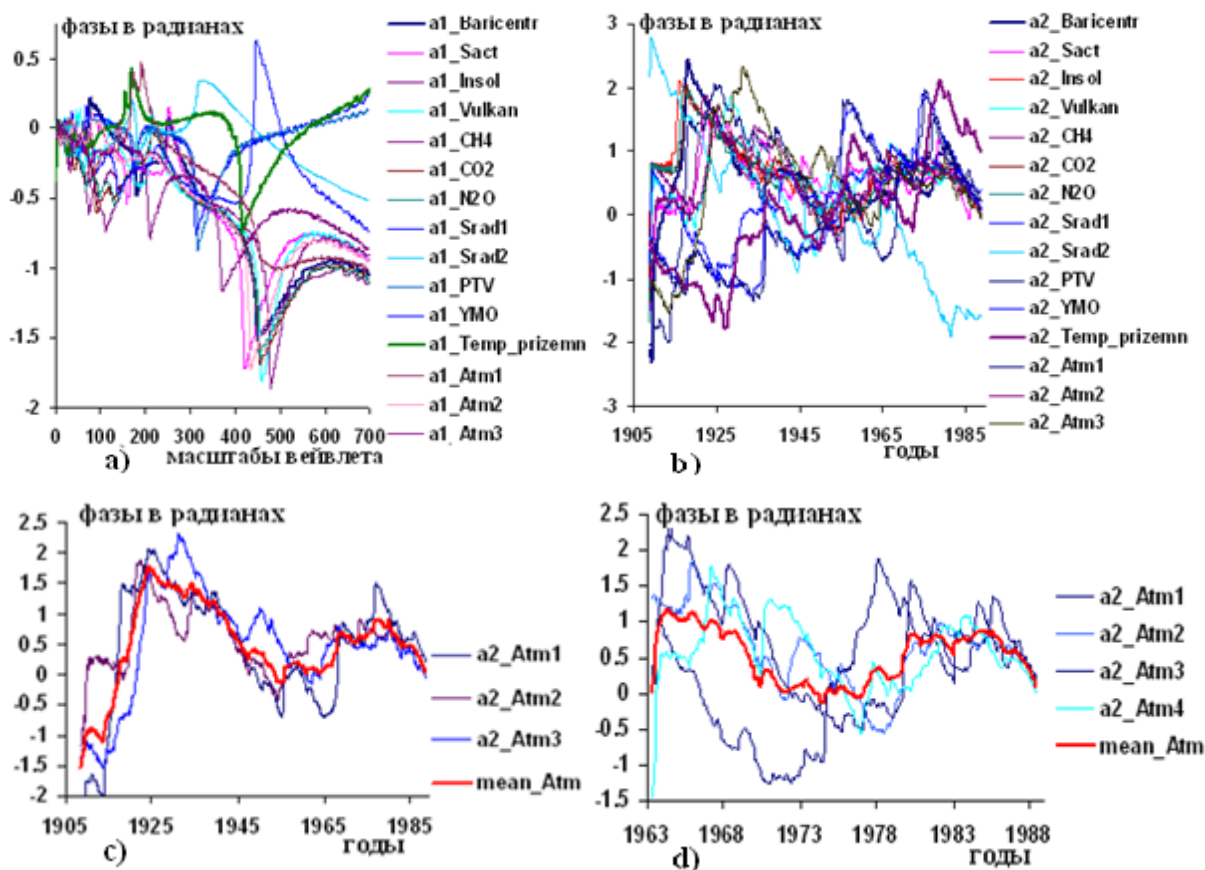 фазы в радианах
0.5
0
-0.5
-1
-1.5
-2
0 100 200 300 400 500 600 700
масштабы вейвлета
a)
a1_Baricentr
a1_Sact
a1_Insol
a1_Vulkan
a1_CH4
a1_CO2
a1_N2O
a1_Srad1
a1_Srad2
a1_PTV
a1_YMO
a1_Temp_prizemn
a1_Atm1
a1_Atm2
a1_Atm3
фазы в радианах
3
2
1
0
-1
-2
-3
1905 1925 1945 1965 1985
годы
b)
a2_Baricentr
a2_Sact
a2_Insol
a2_Vulkan
a2_CH4
a2_CO2
a2_N2O
a2_Srad1
a2_Srad2
a2_PTV
a2_YMO
a2_Temp_prizemn
a2_Atm1
a2_Atm2
a2_Atm3
фазы в радианах
2.5
2
1.5
1
0.5
0
-0.5
-1
-1.5
-2
1905 1925 1945 1965 1985
годы
c)
a2_Atm1
a2_Atm2
a2_Atm3
mean_Atm
фазы в радианах
2.5
2
1.5
1
0.5
0
-0.5
-1
-1.5
1963 1968 1973 1978 1983 1988
годы
d)
a2_Atm1
a2_Atm2
a2_Atm3
a2_Atm4
mean_Atm